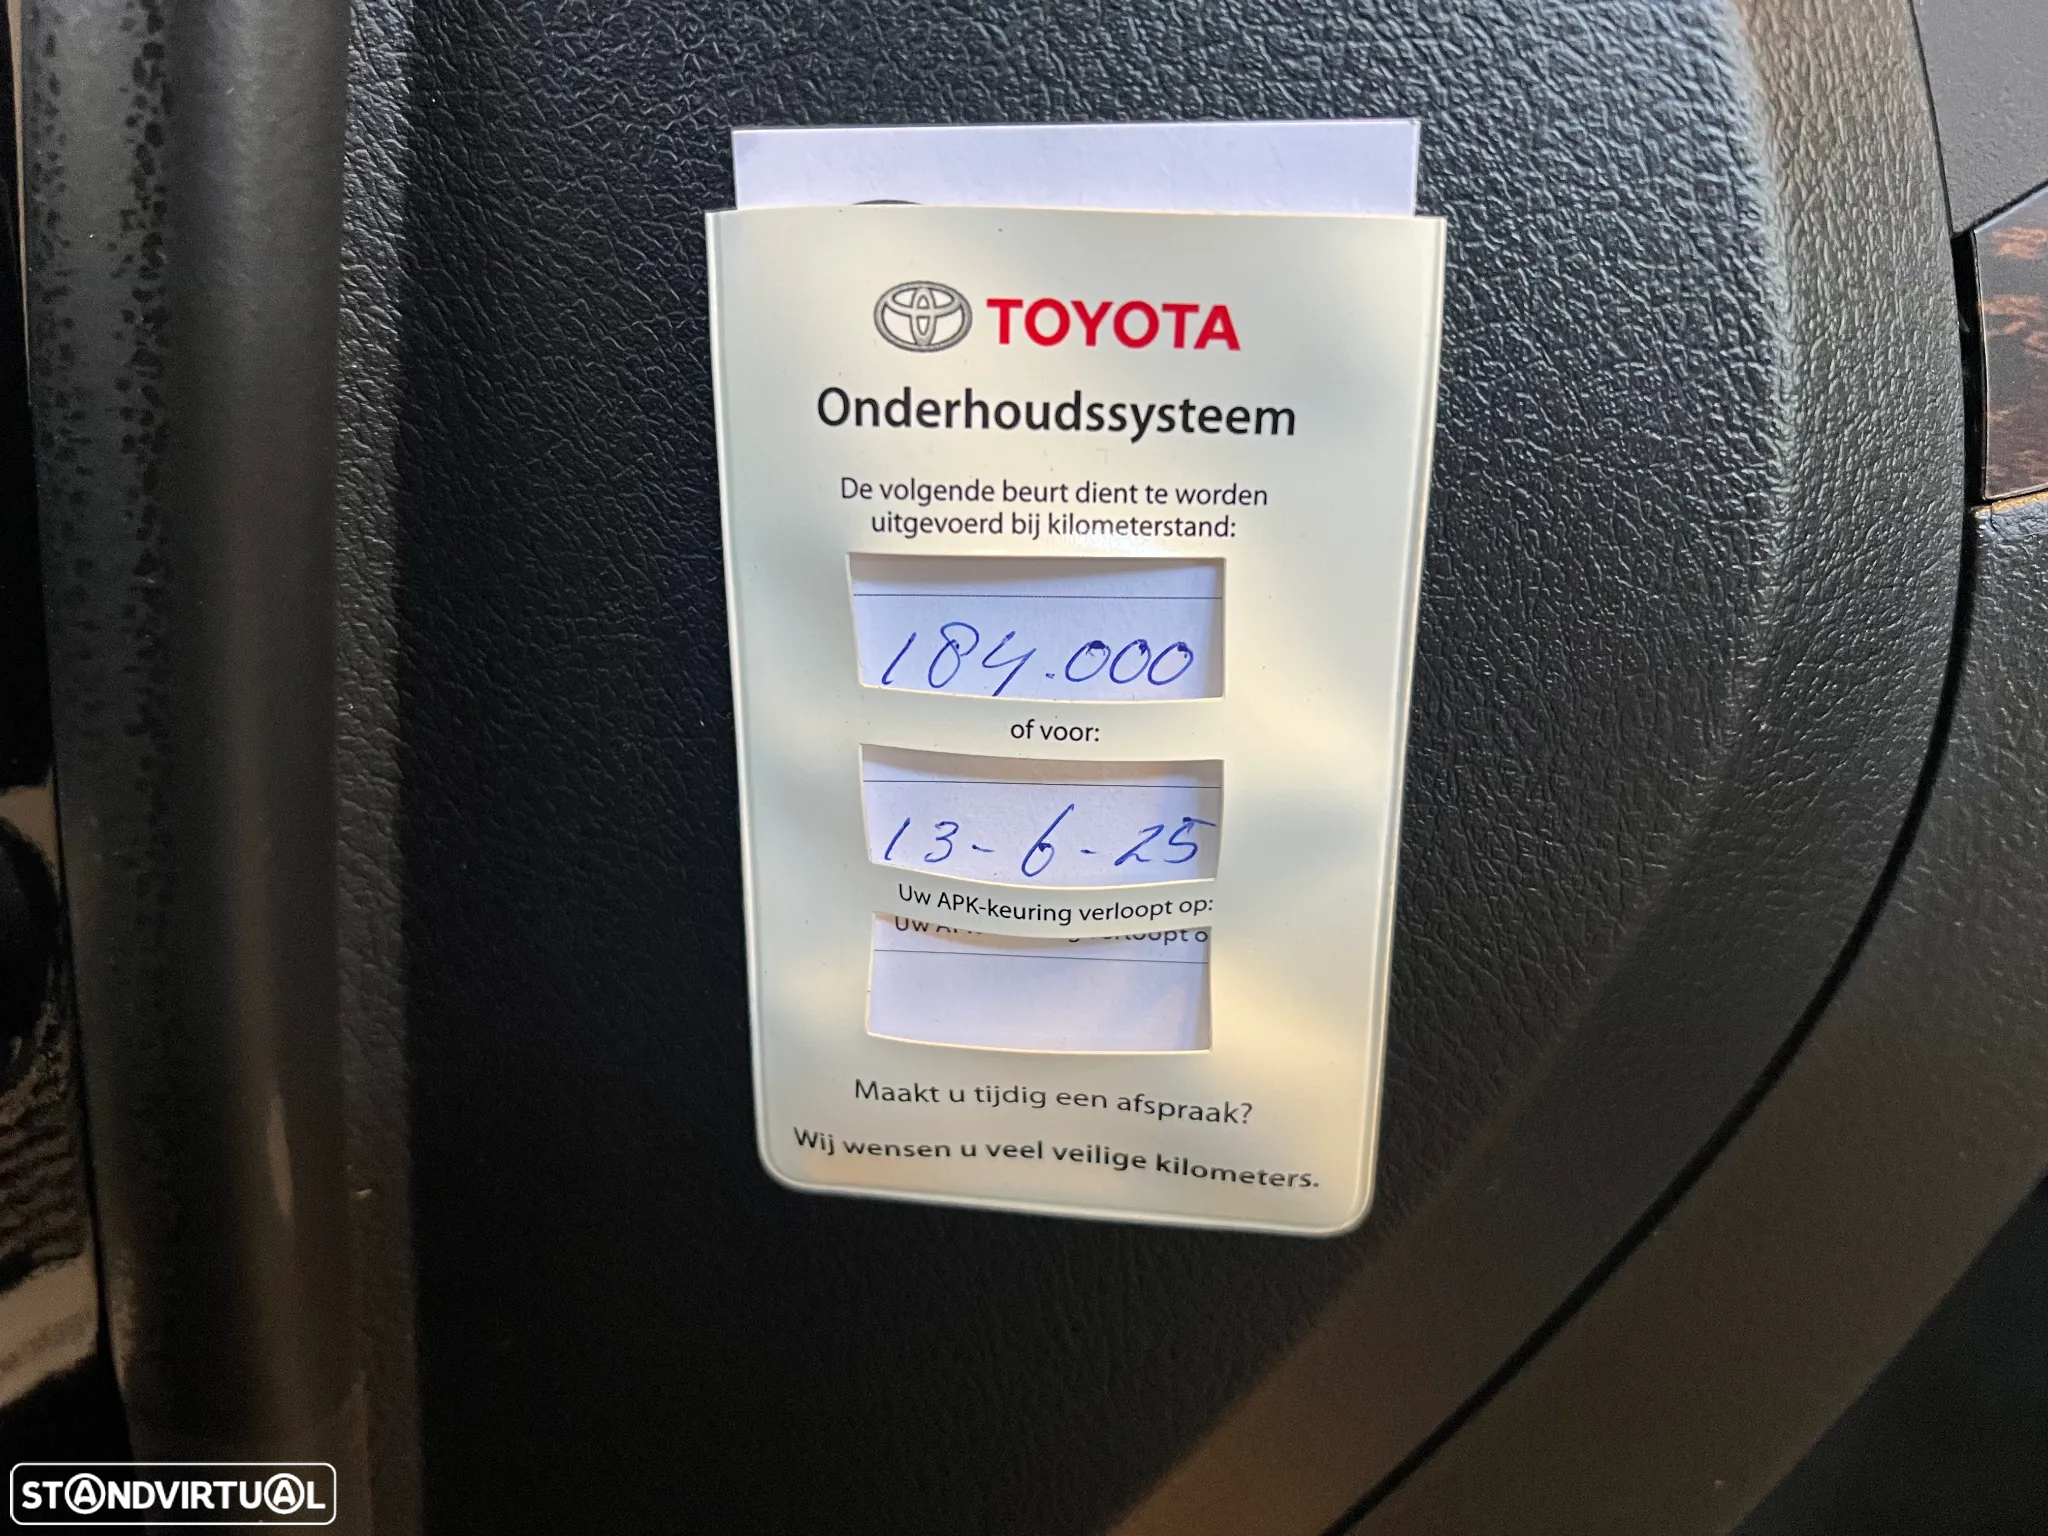 TOYOTA
Onderhoudssysteem
De volgende beurt dient te worden
uitgevoerd bij kilometerstand:
184.000
of voor:
13-6-25
Uw APK-keuring verloopt op:
Maakt u tijdig een afspraak?
Wij wensen u veel veilige kilometers.
STANDVIRTUAL